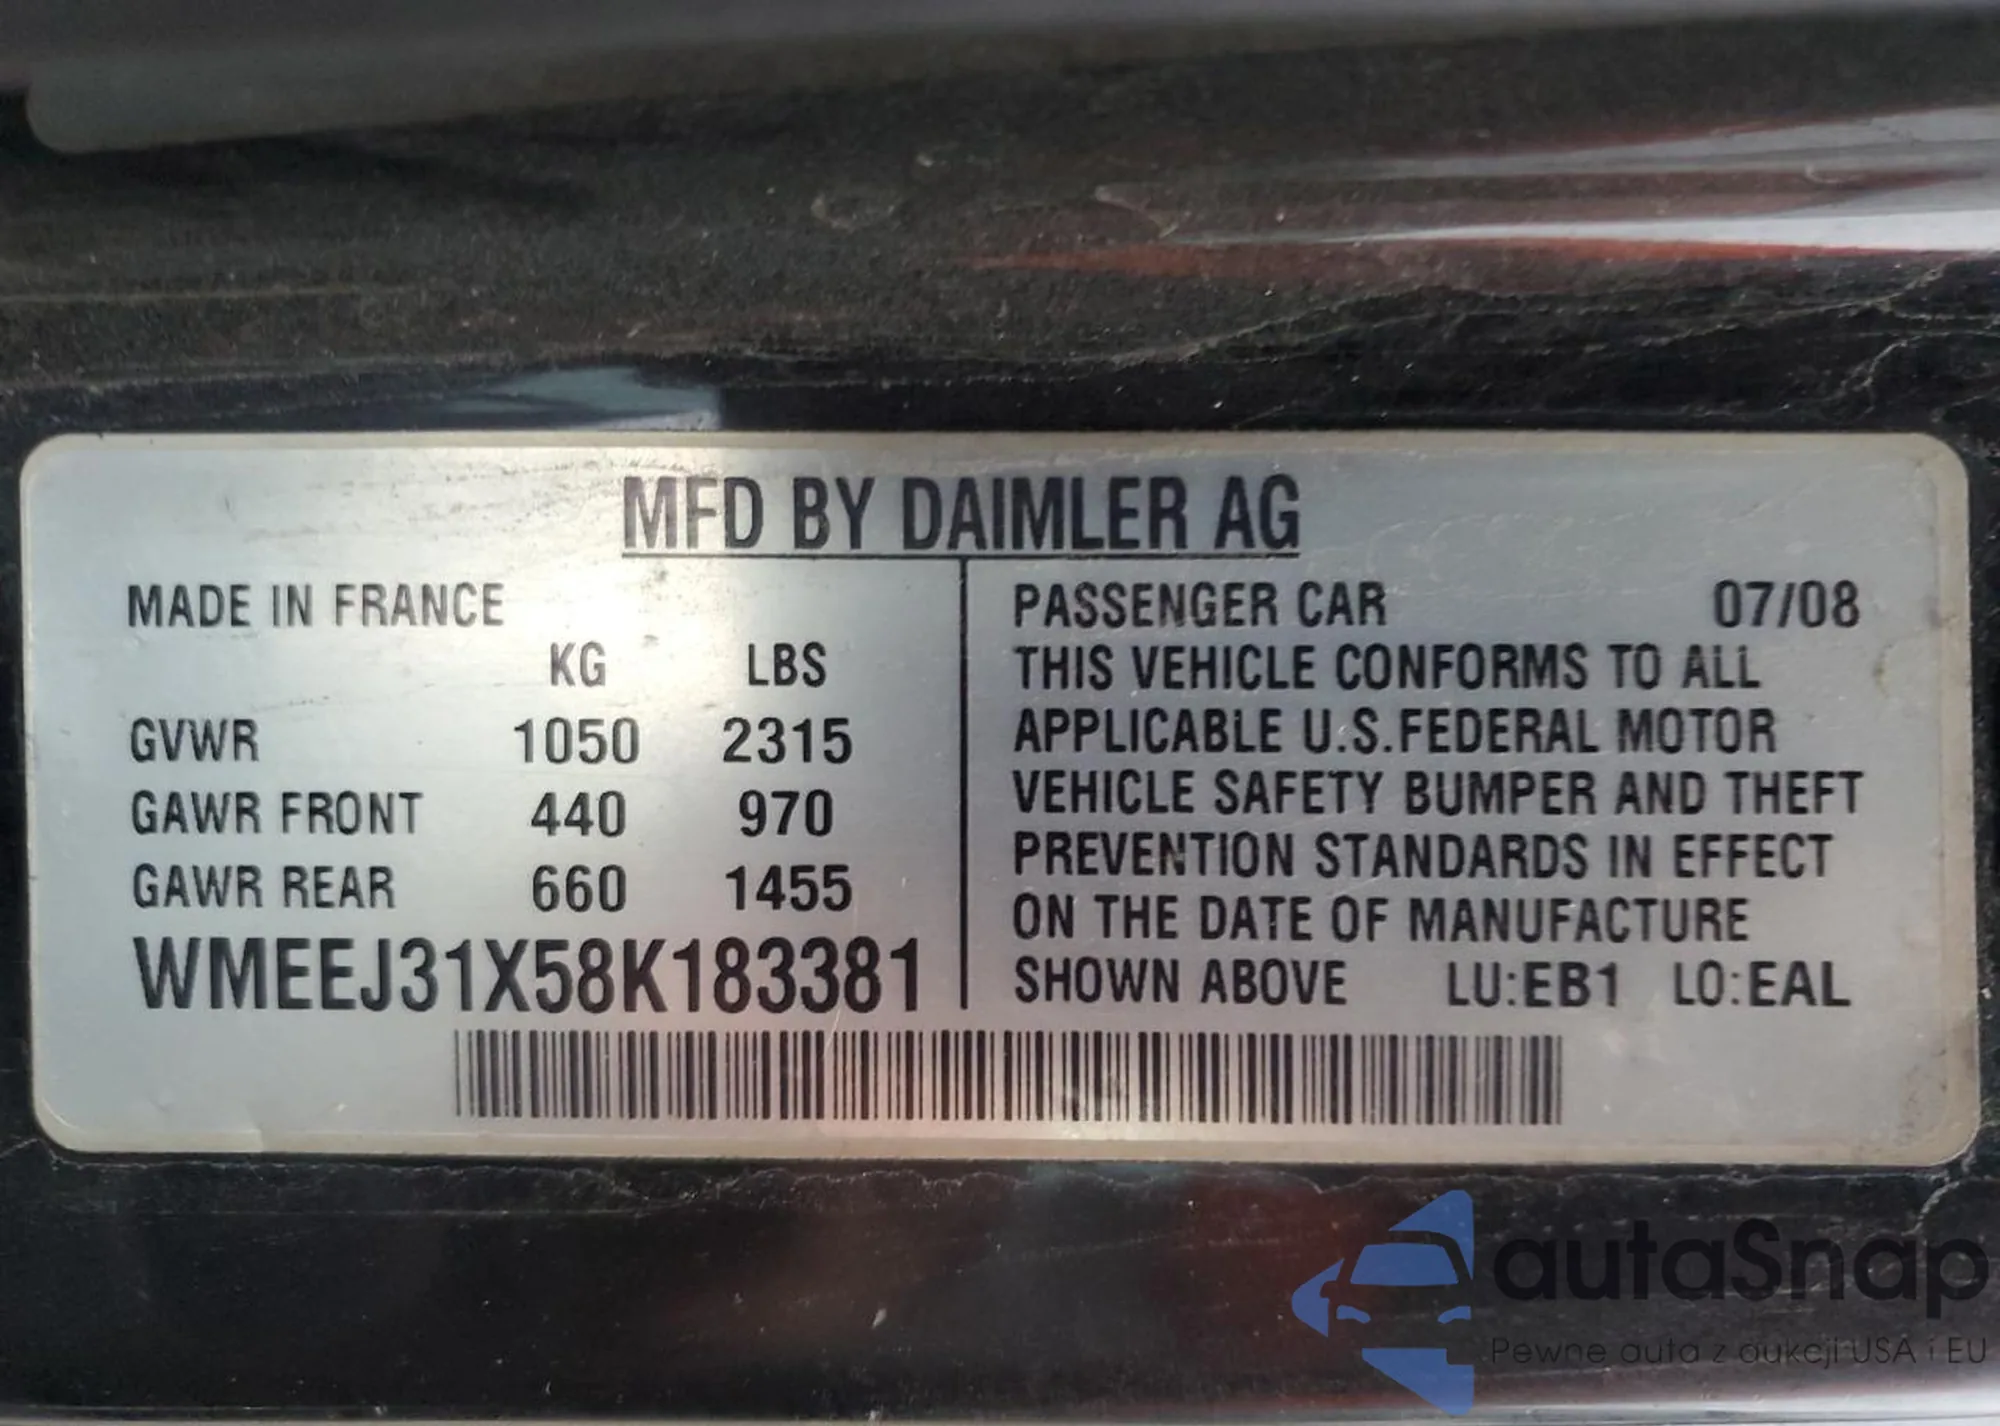 MFD BY DAIMLER AG
MADE IN FRANCE
KG LBS
GVWR 1050 2315
GAWR FRONT 440 970
GAWR REAR 660 1455
WMEEJ31X58K183381
PASSENGER CAR 07/08
THIS VEHICLE CONFORMS TO ALL
APPLICABLE U.S.FEDERAL MOTOR
VEHICLE SAFETY BUMPER AND THEFT
PREVENTION STANDARDS IN EFFECT
ON THE DATE OF MANUFACTURE
SHOWN ABOVE LU:EB1 LO:EAL
autaSnap
Pewne auta z aukcji USA i EU